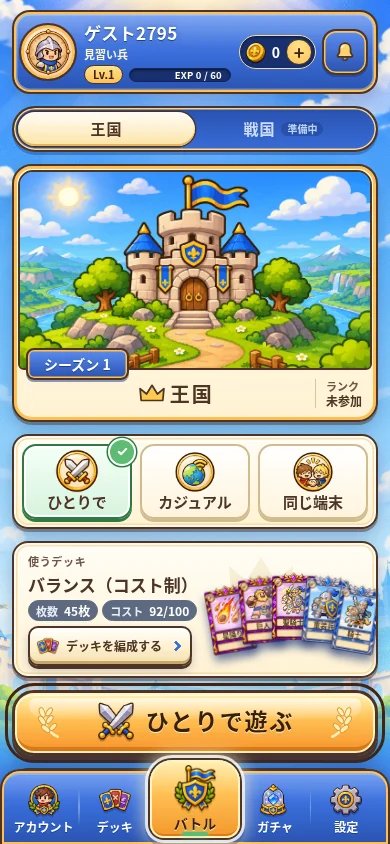 ゲスト2795
見習い兵
Lv.1
EXP 0 / 60
0
+
王国
戦国 準備中
シーズン 1
王国
ランク
未参加
ひとりで
カジュアル
同じ端末
使うデッキ
バランス（コスト制）
枚数 45枚
コスト 92/100
デッキを編成する
ひとりで遊ぶ
アカウント
デッキ
バトル
ガチャ
設定